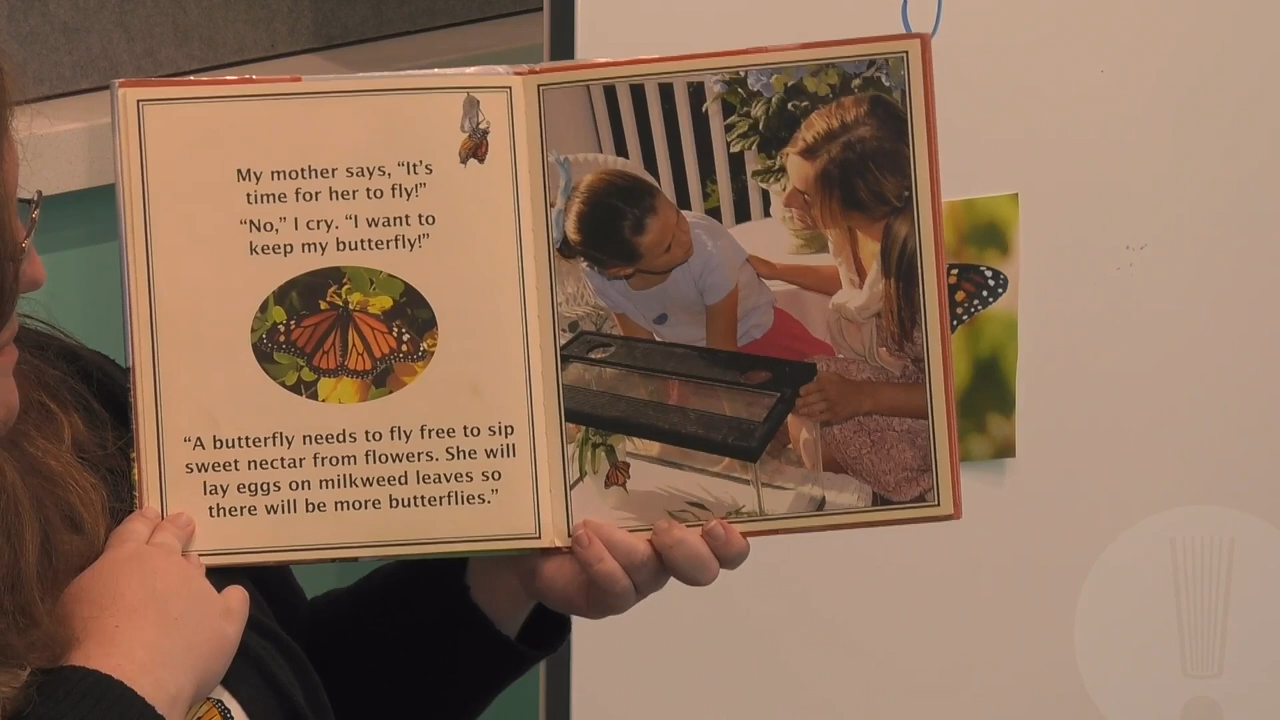 My mother says, “It’s
time for her to fly!”
“No,” I cry. “I want to
keep my butterfly!”
“A butterfly needs to fly free to sip
sweet nectar from flowers. She will
lay eggs on milkweed leaves so
there will be more butterflies.”